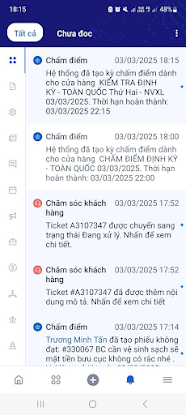 18:15
48%
Tất cả
Chưa đọc
Chấm điểm
03/03/2025 18:15
Hệ thống đã tạo kỳ chấm điểm dành
cho cửa hàng  KIỂM TRA ĐỊNH
KỲ - TOÀN QUỐC Thứ Hai - NVXL
03/03/2025. Thời hạn hoàn thành:
03/03/2025 22:15
Chấm điểm
03/03/2025 18:00
Hệ thống đã tạo kỳ chấm điểm dành
cho cửa hàng  CHẤM ĐIỂM ĐỊNH KỲ
- TOÀN QUỐC 03/03/2025. Thời hạn
hoàn thành: 03/03/2025 22:00
Chăm sóc khách
hàng
03/03/2025 17:52
Ticket A3107347 được chuyển sang
trạng thái Đang xử lý. Nhấn để xem
chi tiết.
Chăm sóc khách
hàng
03/03/2025 17:52
Ticket #A3107347 đã được thêm nội
dung mô tả. Nhấn để xem chi tiết
Chấm điểm
03/03/2025 17:14
Trương Minh Tấn đã tạo phiếu không
đạt: #330067 BC cần vệ sinh sạch sẽ
mặt tiền bưu cục không có rác nhé .